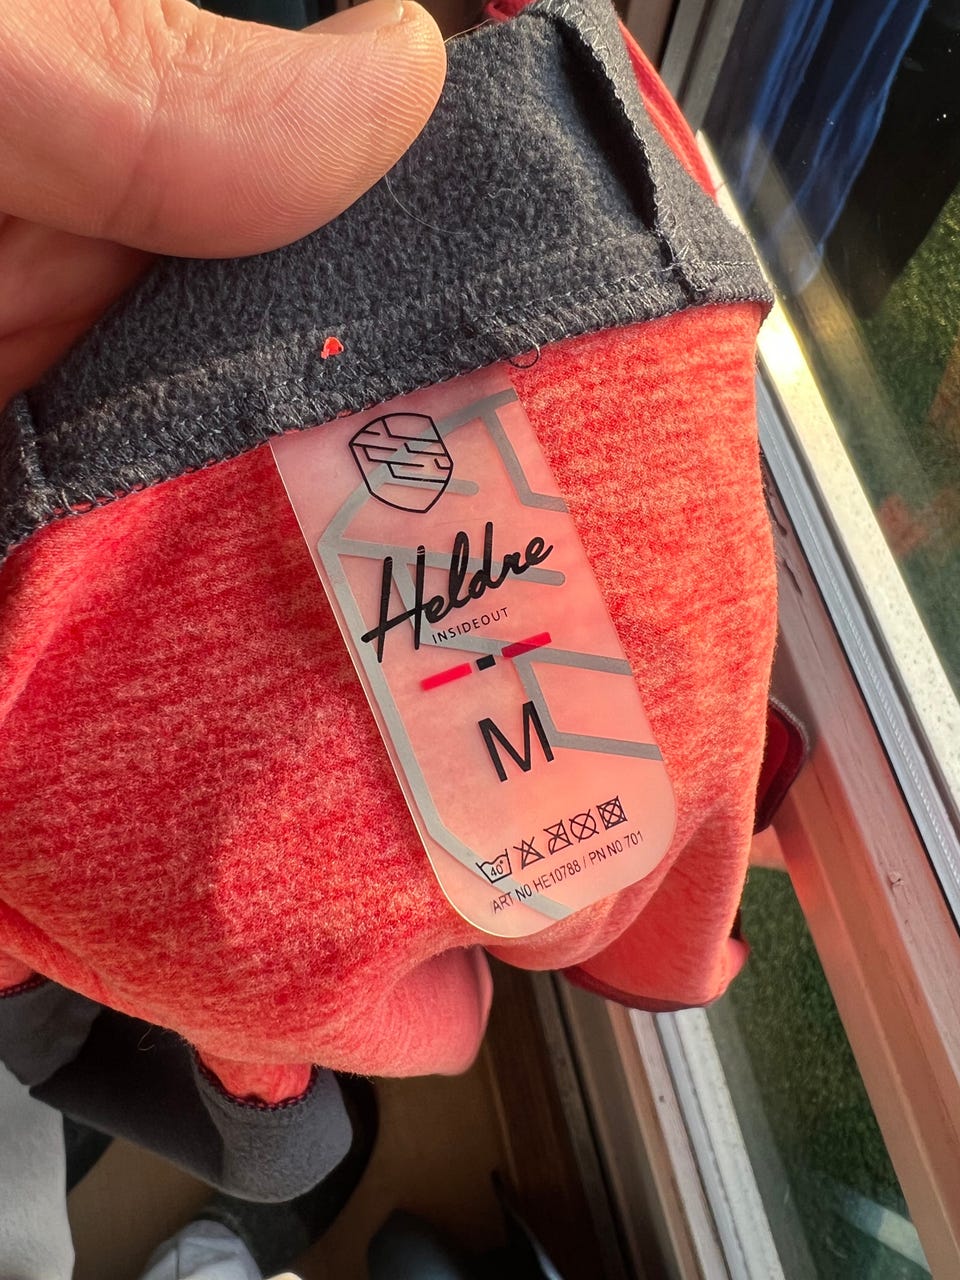 Heldre
INSIDEOUT
M
40°
ART NO HE10788 / PN NO 701